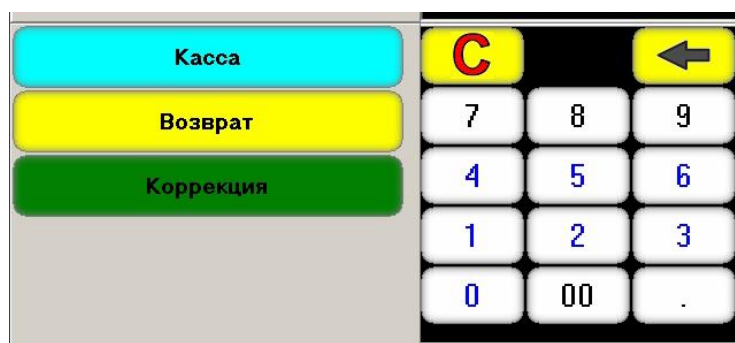 Касса
Возврат
Коррекция
C
7 8 9
4 5 6
1 2 3
0 00 .